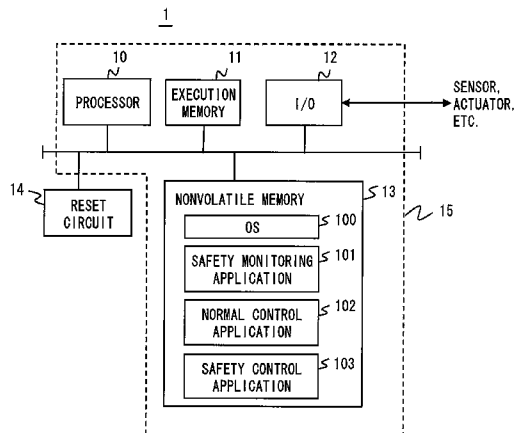 1
10
11
12
PROCESSOR
EXECUTION
MEMORY
I/O
SENSOR,
ACTUATOR,
ETC.
14
RESET
CIRCUIT
NONVOLATILE MEMORY
13
15
OS
100
SAFETY MONITORING
APPLICATION
101
NORMAL CONTROL
APPLICATION
102
SAFETY CONTROL
APPLICATION
103